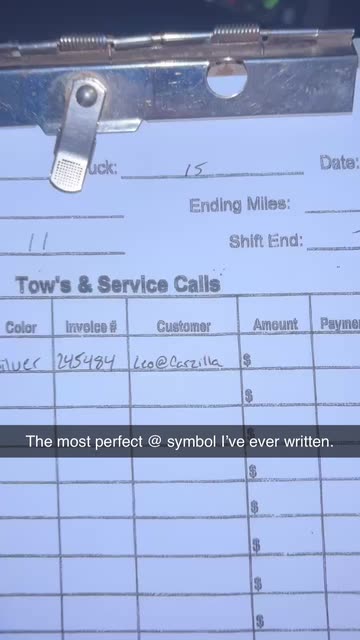 uck: 15 Date:
Ending Miles:
11 Shift End:
Tow's & Service Calls
Color Invoice # Customer Amount Payme
ilver 245484 Leo@Carzilla $
$
$
The most perfect @ symbol I've ever written.
$
$
$
$
$